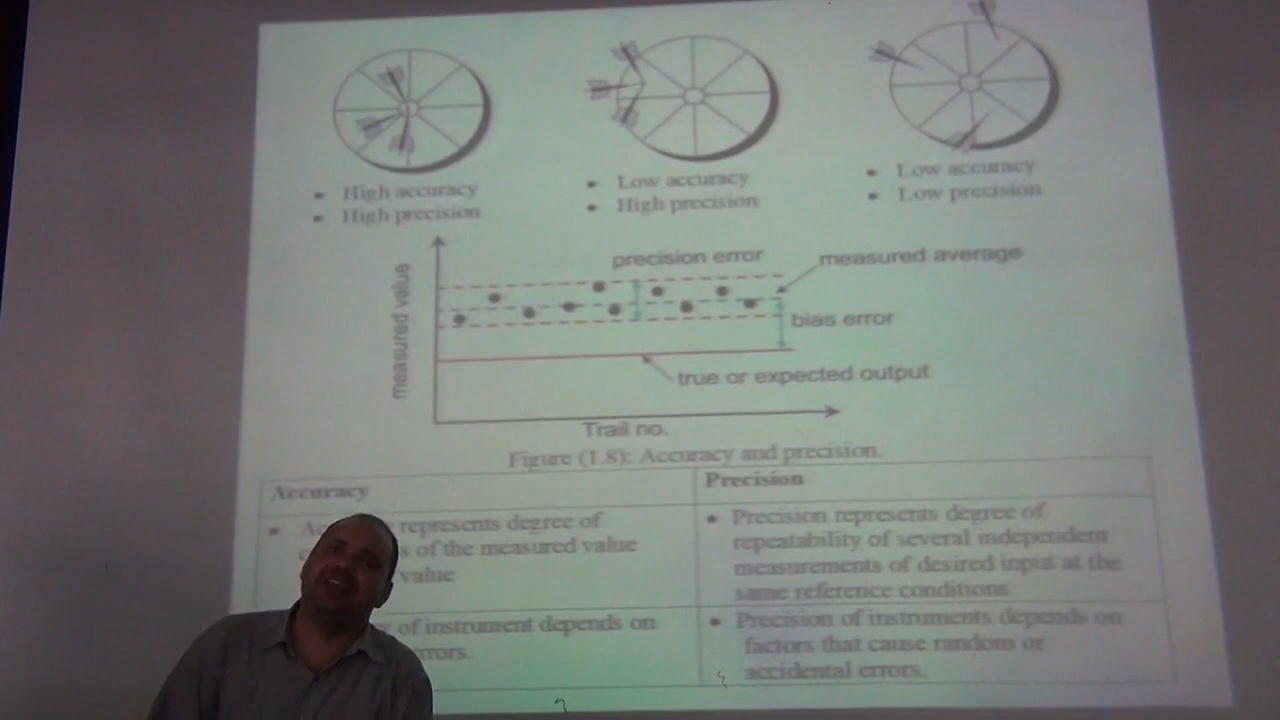 • High accuracy
• High precision
• Low accuracy
• High precision
• Low accuracy
• Low precision
measured value
precision error
measured average
bias error
true or expected output
Trail no.
Figure (1.8): Accuracy and precision.
Accuracy
• represents degree of
of the measured value
value
of instrument depends on
Precision
• Precision represents degree of
repeatability of several independent
measurements of desired input at the
same reference conditions
• Precision of instruments depends on
factors that cause random or
accidental errors.